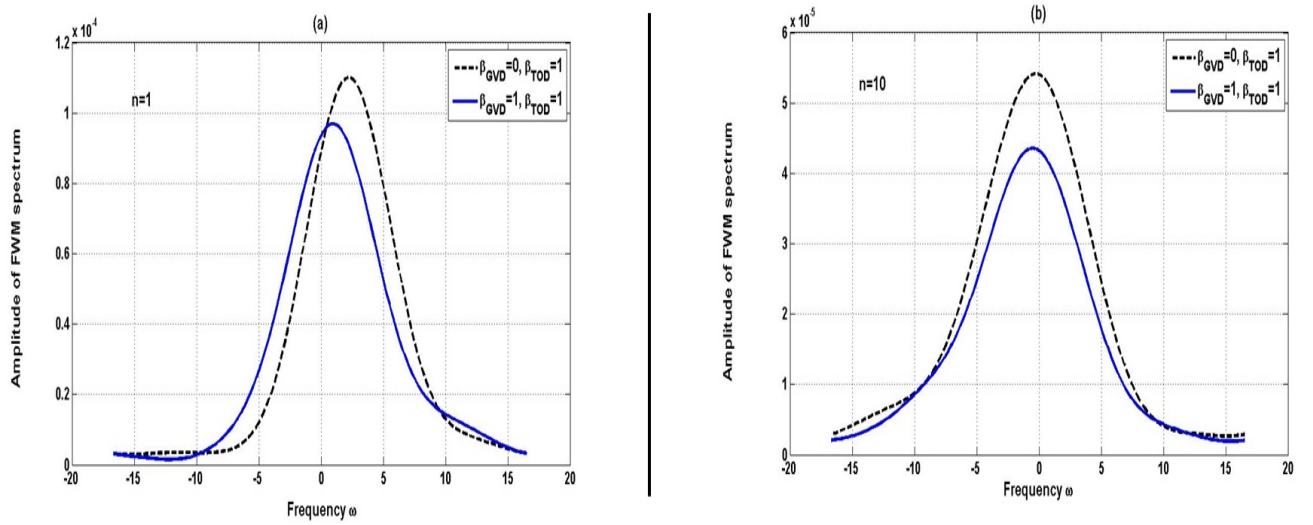 (a)
x 10⁻⁴
1.2
1
0.8
0.6
0.4
0.2
0
-20
-15
-10
-5
0
5
10
15
20
Amplitude of FWM spectrum
Frequency ω
n=1
β_GVD=0, β_TOD=1
β_GVD=1, β_TOD=1
(b)
x 10⁻⁵
6
5
4
3
2
1
0
-20
-15
-10
-5
0
5
10
15
20
Amplitude of FWM spectrum
Frequency ω
n=10
β_GVD=0, β_TOD=1
β_GVD=1, β_TOD=1